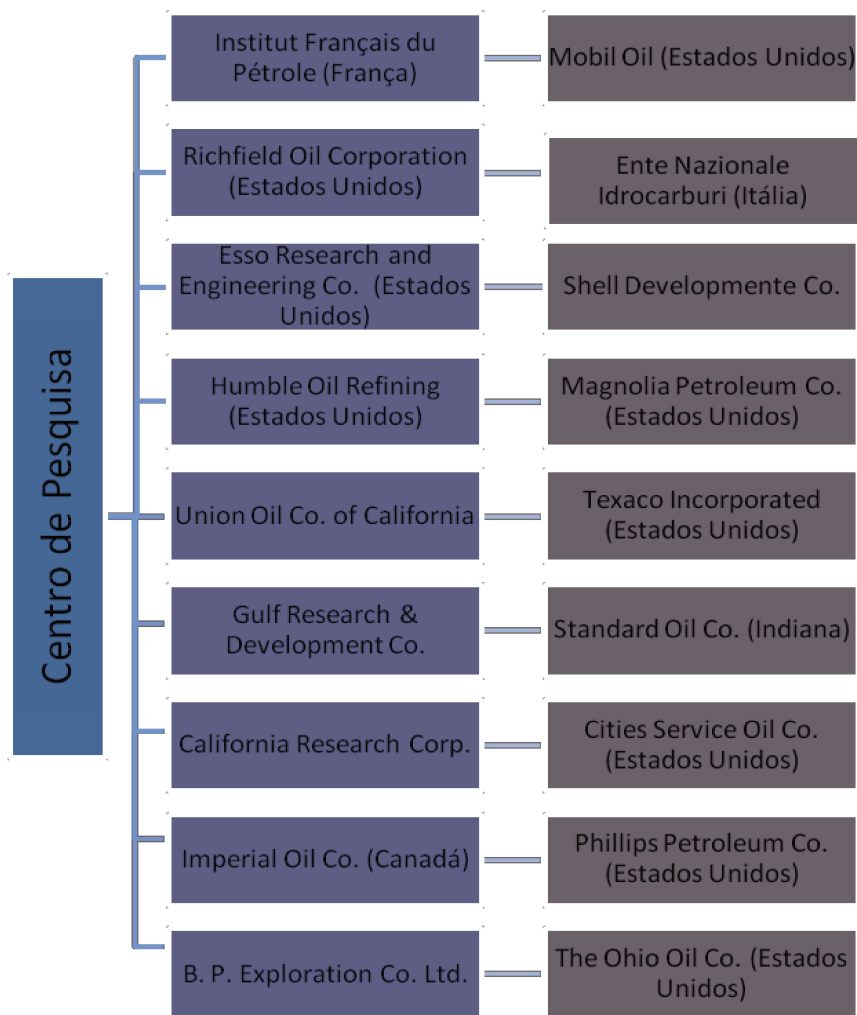 Centro de Pesquisa
Institut Français du
Pétrole (França)
Mobil Oil (Estados Unidos)
Richfield Oil Corporation
(Estados Unidos)
Ente Nazionale
Idrocarburi (Itália)
Esso Research and
Engineering Co. (Estados
Unidos)
Shell Developmente Co.
Humble Oil Refining
(Estados Unidos)
Magnolia Petroleum Co.
(Estados Unidos)
Union Oil Co. of California
Texaco Incorporated
(Estados Unidos)
Gulf Research &
Development Co.
Standard Oil Co. (Indiana)
California Research Corp.
Cities Service Oil Co.
(Estados Unidos)
Imperial Oil Co. (Canadá)
Phillips Petroleum Co.
(Estados Unidos)
B. P. Exploration Co. Ltd.
The Ohio Oil Co. (Estados
Unidos)